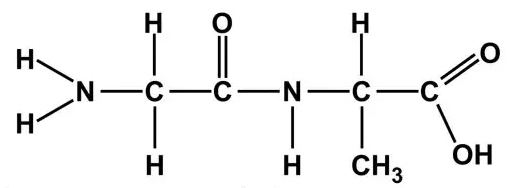 H O H
H O
N C C N C C
H
H H CH3 OH